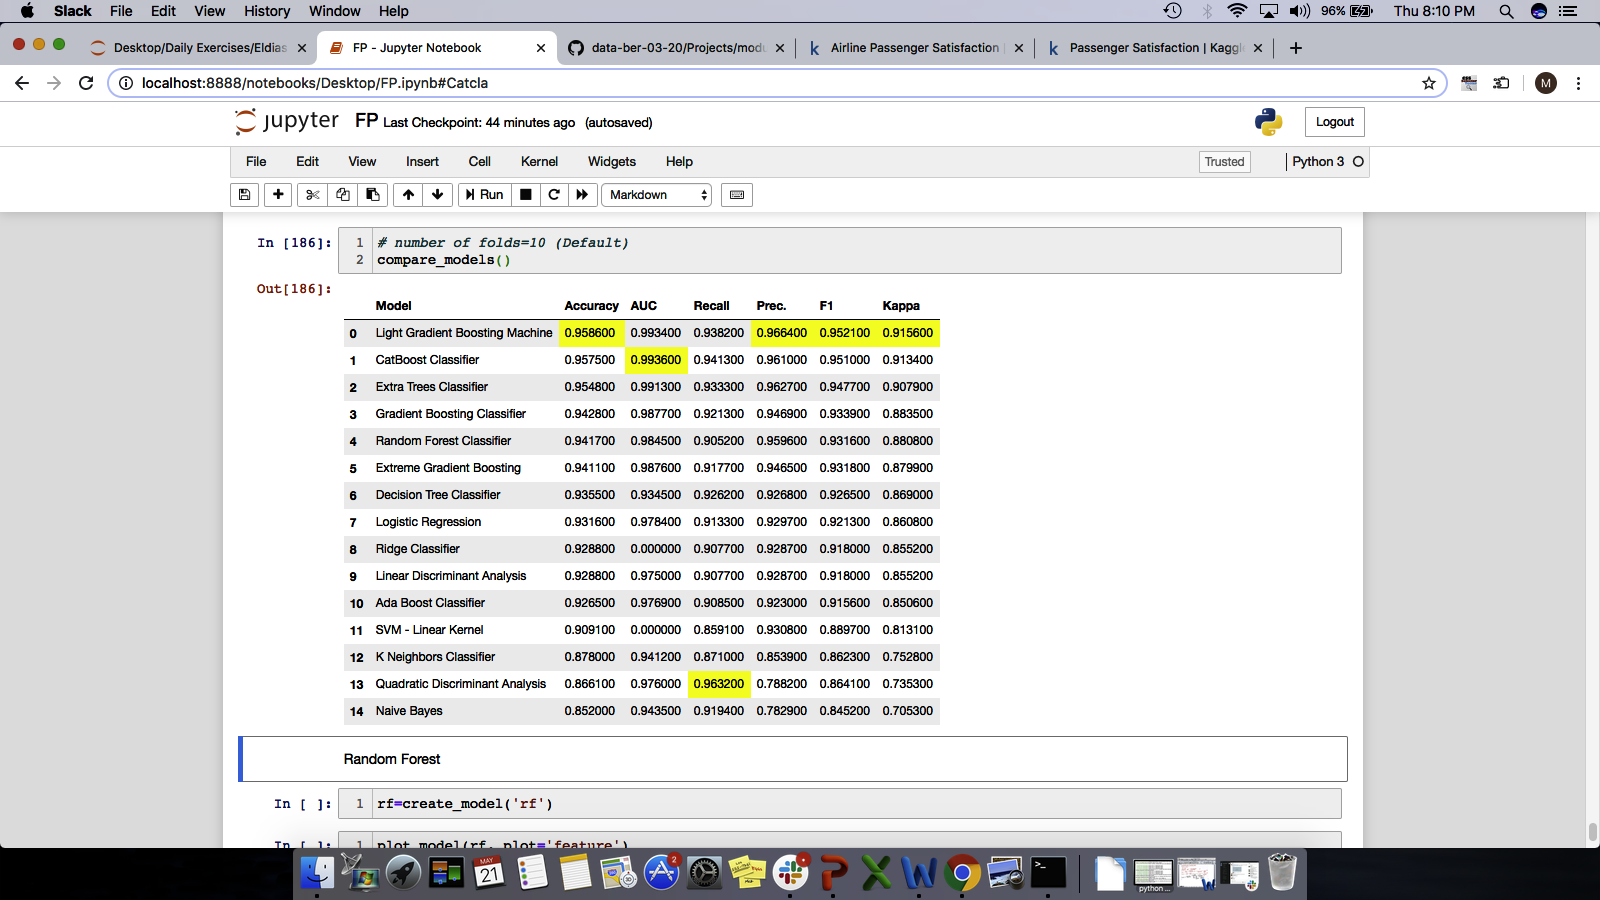 Slack File Edit View History Window Help 96% Thu 8:10 PM
Desktop/Daily Exercises/Eldias FP - Jupyter Notebook data-ber-03-20/Projects/modu Airline Passenger Satisfaction Passenger Satisfaction | Kaggle
localhost:8888/notebooks/Desktop/FP.ipynb#Catcla M
jupyter FP Last Checkpoint: 44 minutes ago (autosaved) Logout
File Edit View Insert Cell Kernel Widgets Help Trusted Python 3
Run Markdown
In [186]: 1 # number of folds=10 (Default)
2 compare_models()
Out[186]:
Model Accuracy AUC Recall Prec. F1 Kappa
0 Light Gradient Boosting Machine 0.958600 0.993400 0.938200 0.966400 0.952100 0.915600
1 CatBoost Classifier 0.957500 0.993600 0.941300 0.961000 0.951000 0.913400
2 Extra Trees Classifier 0.954800 0.991300 0.933300 0.962700 0.947700 0.907900
3 Gradient Boosting Classifier 0.942800 0.987700 0.921300 0.946900 0.933900 0.883500
4 Random Forest Classifier 0.941700 0.984500 0.905200 0.959600 0.931600 0.880800
5 Extreme Gradient Boosting 0.941100 0.987600 0.917700 0.946500 0.931800 0.879900
6 Decision Tree Classifier 0.935500 0.934500 0.926200 0.926800 0.926500 0.869000
7 Logistic Regression 0.931600 0.978400 0.913300 0.929700 0.921300 0.860800
8 Ridge Classifier 0.928800 0.000000 0.907700 0.928700 0.918000 0.855200
9 Linear Discriminant Analysis 0.928800 0.975000 0.907700 0.928700 0.918000 0.855200
10 Ada Boost Classifier 0.926500 0.976900 0.908500 0.923000 0.915600 0.850600
11 SVM - Linear Kernel 0.909100 0.000000 0.859100 0.930800 0.889700 0.813100
12 K Neighbors Classifier 0.878000 0.941200 0.871000 0.853900 0.862300 0.752800
13 Quadratic Discriminant Analysis 0.866100 0.976000 0.963200 0.788200 0.864100 0.735300
14 Naive Bayes 0.852000 0.943500 0.919400 0.782900 0.845200 0.705300
Random Forest
In [ ]: 1 rf=create_model('rf')
In [ ]: 1 plot_model(rf, plot='feature')
MAY 21 2 python ...